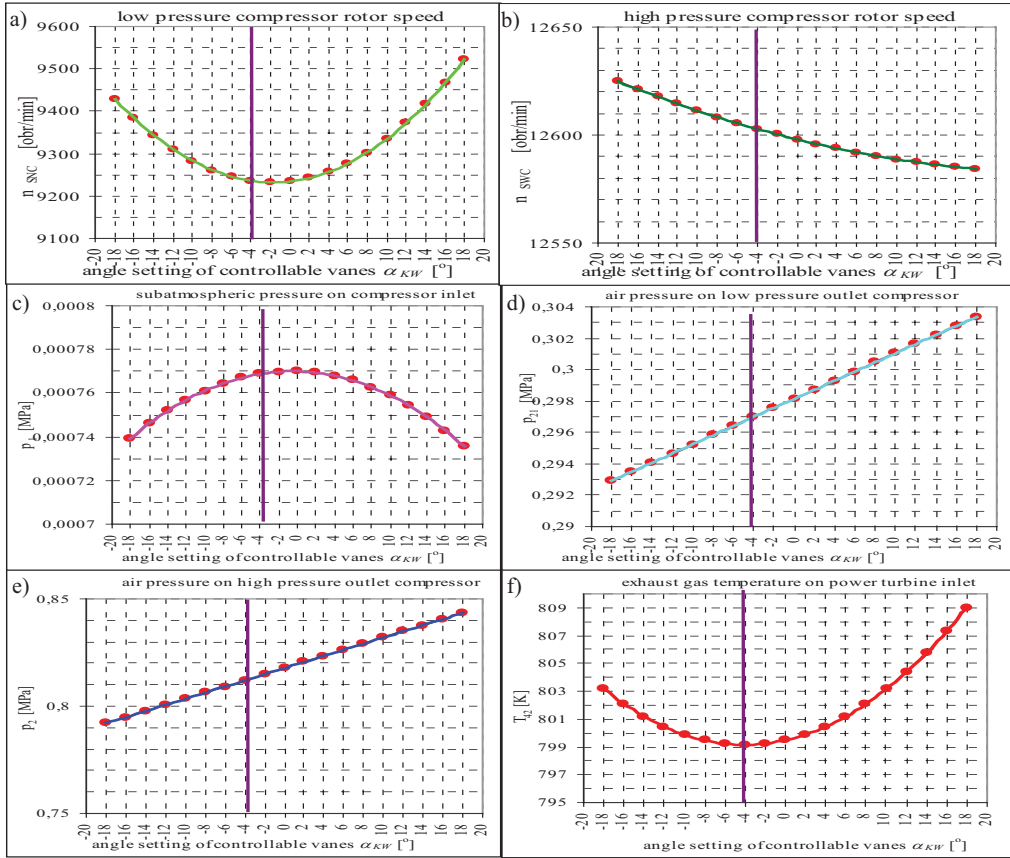 a)
low pressure compressor rotor speed
9600
9500
9400
9300
9200
9100
n SNC [obr/min]
-20 -18 -16 -14 -12 -10 -8 -6 -4 -2 0 2 4 6 8 10 12 14 16 18 20
angle setting of controllable vanes α KW [°]
b)
high pressure compressor rotor speed
12650
12600
12550
n SWC [obr/min]
-20 -18 -16 -14 -12 -10 -8 -6 -4 -2 0 2 4 6 8 10 12 14 16 18 20
angle setting of controllable vanes α KW [°]
c)
subatmospheric pressure on compressor inlet
0,0008
0,00078
0,00076
0,00074
0,00072
0,0007
[MPa]
-20 -18 -16 -14 -12 -10 -8 -6 -4 -2 0 2 4 6 8 10 12 14 16 18 20
angle setting of controllable vanes α KW [°]
d)
air pressure on low pressure outlet compressor
0,304
0,302
0,3
0,298
0,296
0,294
0,292
0,29
p21 [MPa]
-20 -18 -16 -14 -12 -10 -8 -6 -4 -2 0 2 4 6 8 10 12 14 16 18 20
angle setting of controllable vanes α KW [°]
e)
air pressure on high pressure outlet compressor
0,85
0,8
0,75
p2 [MPa]
-20 -18 -16 -14 -12 -10 -8 -6 -4 -2 0 2 4 6 8 10 12 14 16 18 20
angle setting of controllable vanes α KW [°]
f)
exhaust gas temperature on power turbine inlet
809
807
805
803
801
799
797
795
T42 [K]
-20 -18 -16 -14 -12 -10 -8 -6 -4 -2 0 2 4 6 8 10 12 14 16 18 20
angle setting of controllable vanes α KW [°]